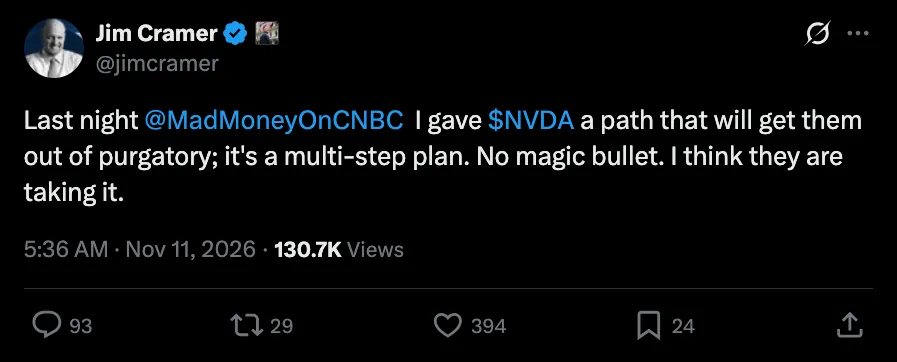 Jim Cramer
@jimcramer
Last night @MadMoneyOnCNBC I gave $NVDA a path that will get them
out of purgatory; it's a multi-step plan. No magic bullet. I think they are
taking it.
5:36 AM · Nov 11, 2026 · 130.7K Views
93 29 394 24